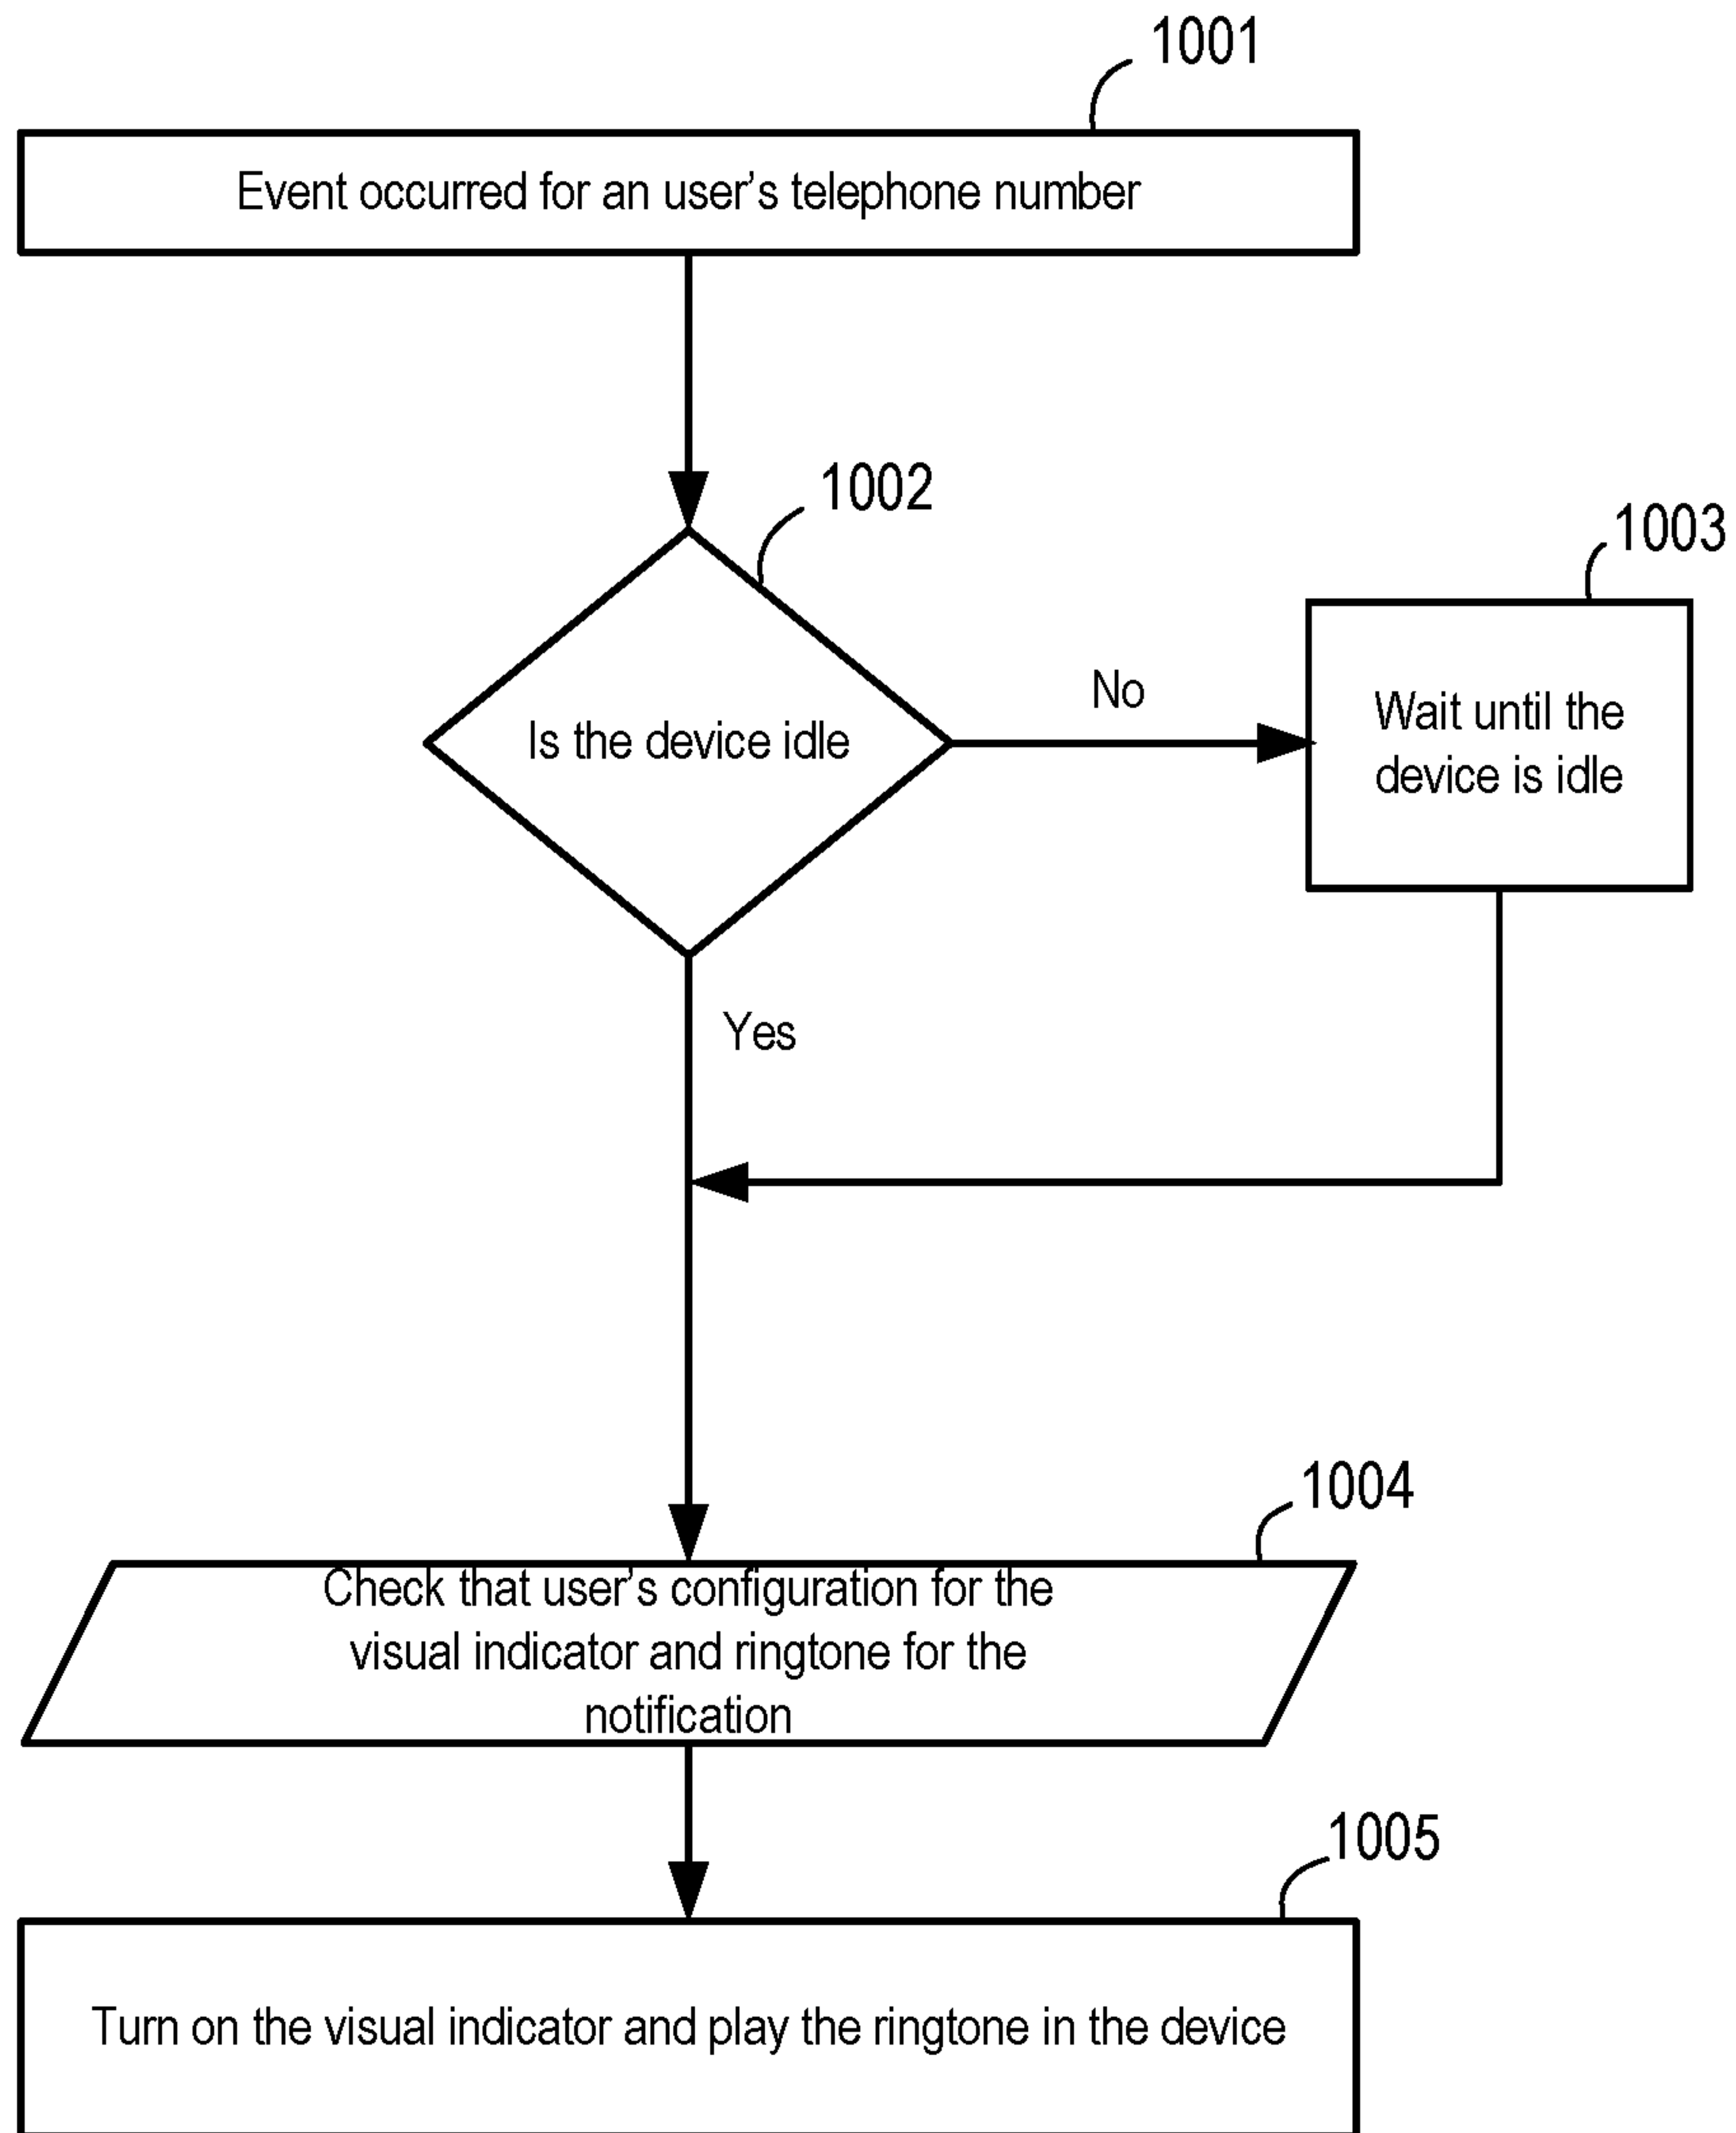 1001
Event occurred for an user’s telephone number
1002
Is the device idle
No
1003
Wait until the
device is idle
Yes
1004
Check that user’s configuration for the
visual indicator and ringtone for the
notification
1005
Turn on the visual indicator and play the ringtone in the device